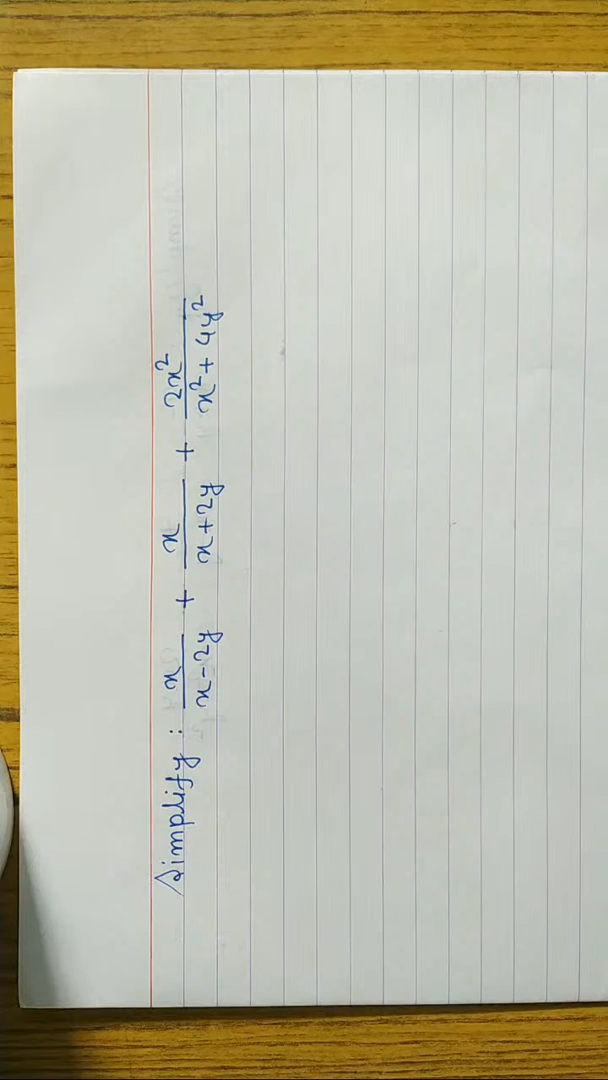 Simplify : x/(x-2y) + x/(x+2y) + 2x²/(x²+4y²)